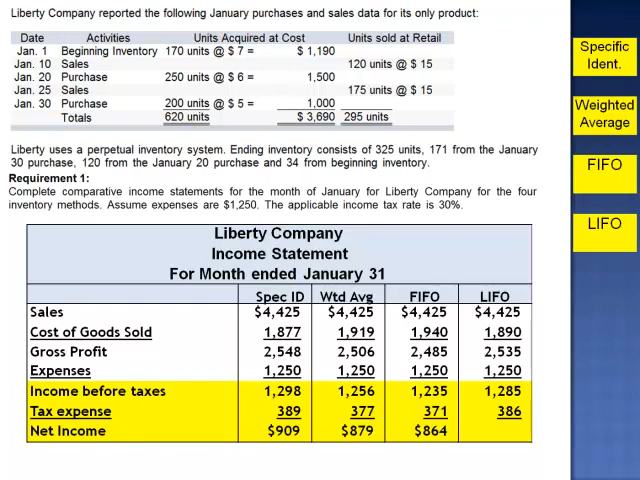 Liberty Company reported the following January purchases and sales data for its only product:
Date Activities Units Acquired at Cost Units sold at Retail
Jan. 1 Beginning Inventory 170 units @ $ 7 = $ 1,190
Jan. 10 Sales 120 units @ $ 15
Jan. 20 Purchase 250 units @ $ 6 = 1,500
Jan. 25 Sales 175 units @ $ 15
Jan. 30 Purchase 200 units @ $ 5 = 1,000
Totals 620 units $ 3,690 295 units
Liberty uses a perpetual inventory system. Ending inventory consists of 325 units, 171 from the January
30 purchase, 120 from the January 20 purchase and 34 from beginning inventory.
Requirement 1:
Complete comparative income statements for the month of January for Liberty Company for the four
inventory methods. Assume expenses are $1,250. The applicable income tax rate is 30%.
Liberty Company
Income Statement
For Month ended January 31
Spec ID Wtd Avg FIFO LIFO
Sales $4,425 $4,425 $4,425 $4,425
Cost of Goods Sold 1,877 1,919 1,940 1,890
Gross Profit 2,548 2,506 2,485 2,535
Expenses 1,250 1,250 1,250 1,250
Income before taxes 1,298 1,256 1,235 1,285
Tax expense 389 377 371 386
Net Income $909 $879 $864
Specific
Ident.
Weighted
Average
FIFO
LIFO